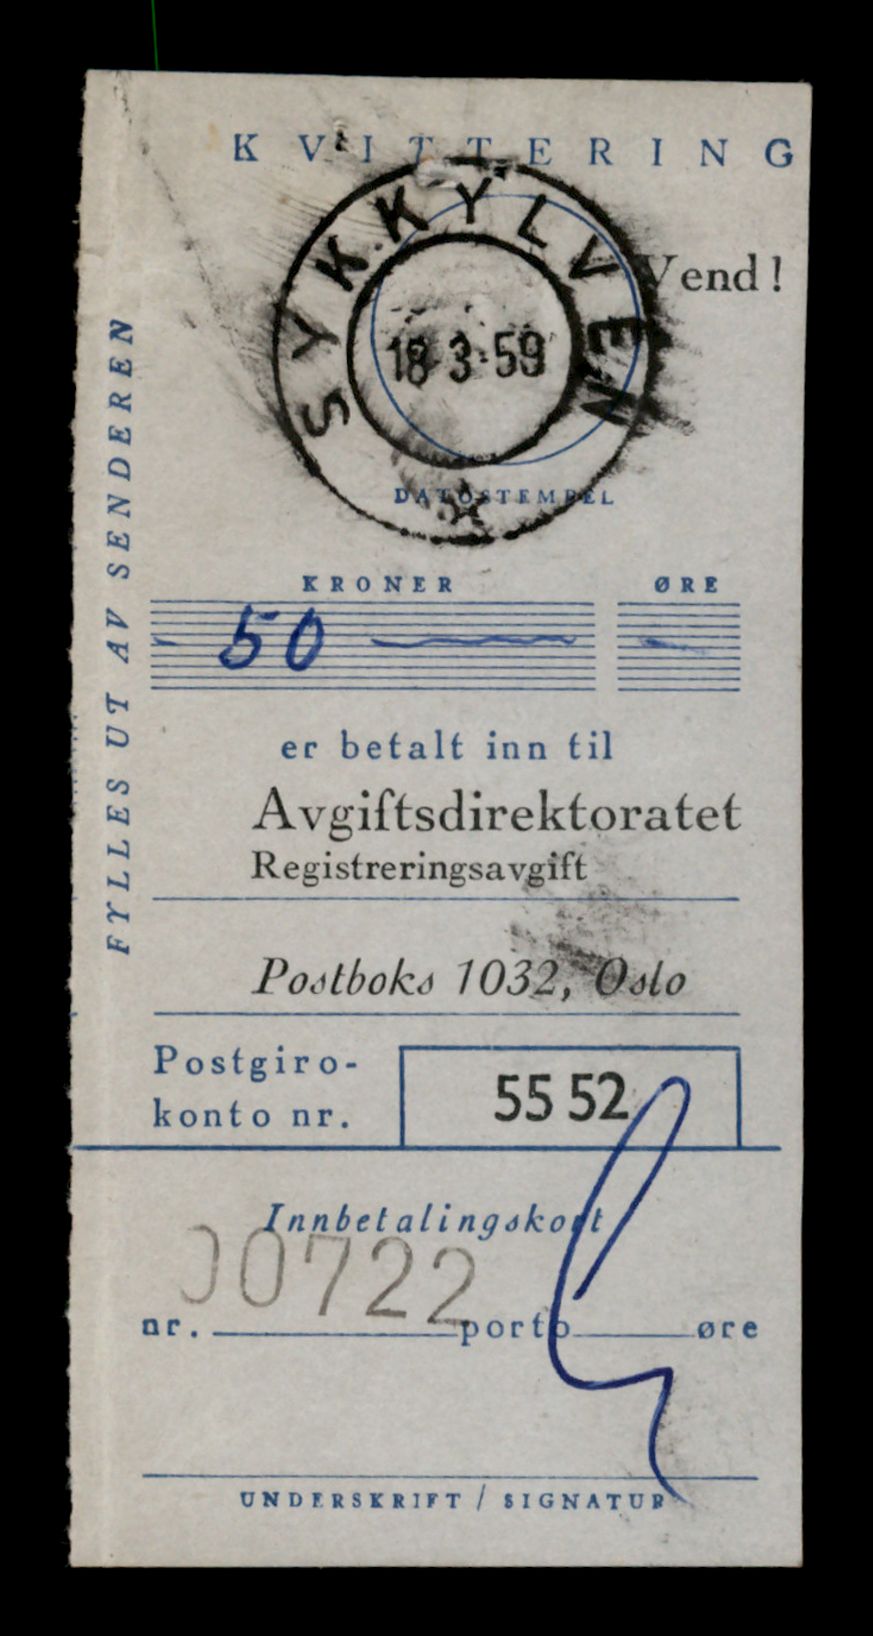 KVITTERING
SYKKYLVEN
Vend!
18-3-59
DATOSTEMPEL
FYLLES UT AV SENDEREN
KRONER ØRE
- 50 — —
er betalt inn til
Avgiftsdirektoratet
Registreringsavgift
Postboks 1032, Oslo
Postgiro-
konto nr. 55 52
Innbetalingskort
00722
nr. porto øre
UNDERSKRIFT / SIGNATUR